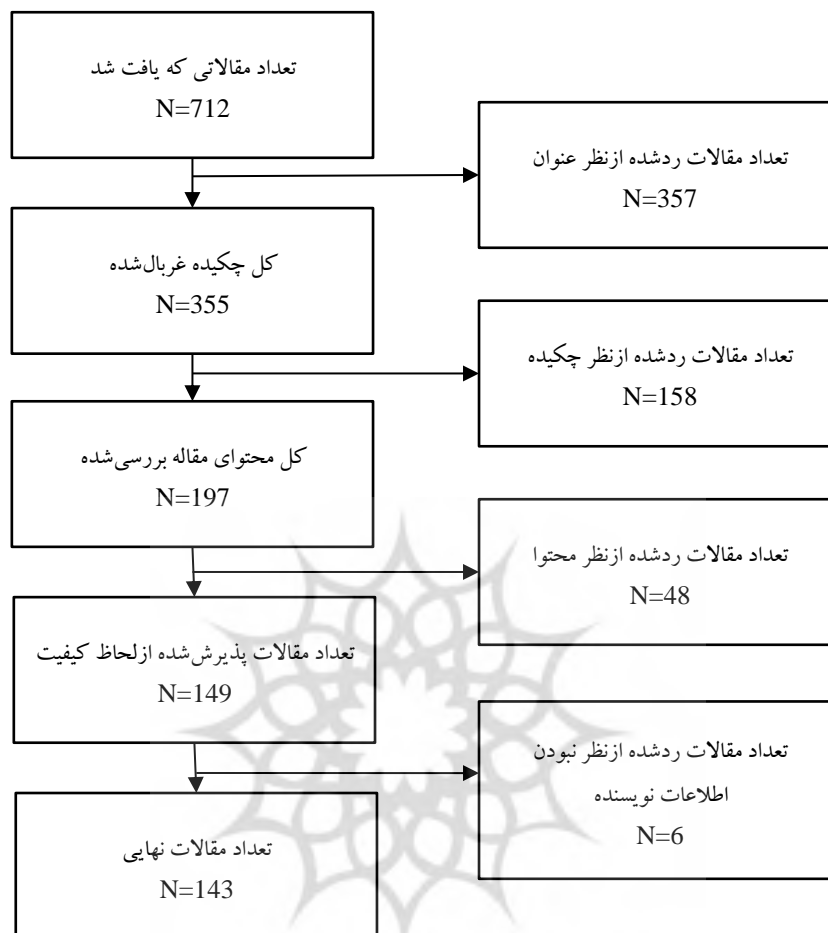 تعداد مقالاتی که یافت شد
N=712
تعداد مقالات ردشده ازنظر عنوان
N=357
کل چکیده غربال‌شده
N=355
تعداد مقالات ردشده ازنظر چکیده
N=158
کل محتوای مقاله بررسی‌شده
N=197
تعداد مقالات ردشده ازنظر محتوا
N=48
تعداد مقالات پذیرش‌شده ازلحاظ کیفیت
N=149
تعداد مقالات ردشده ازنظر نبودن
اطلاعات نویسنده
N=6
تعداد مقالات نهایی
N=143